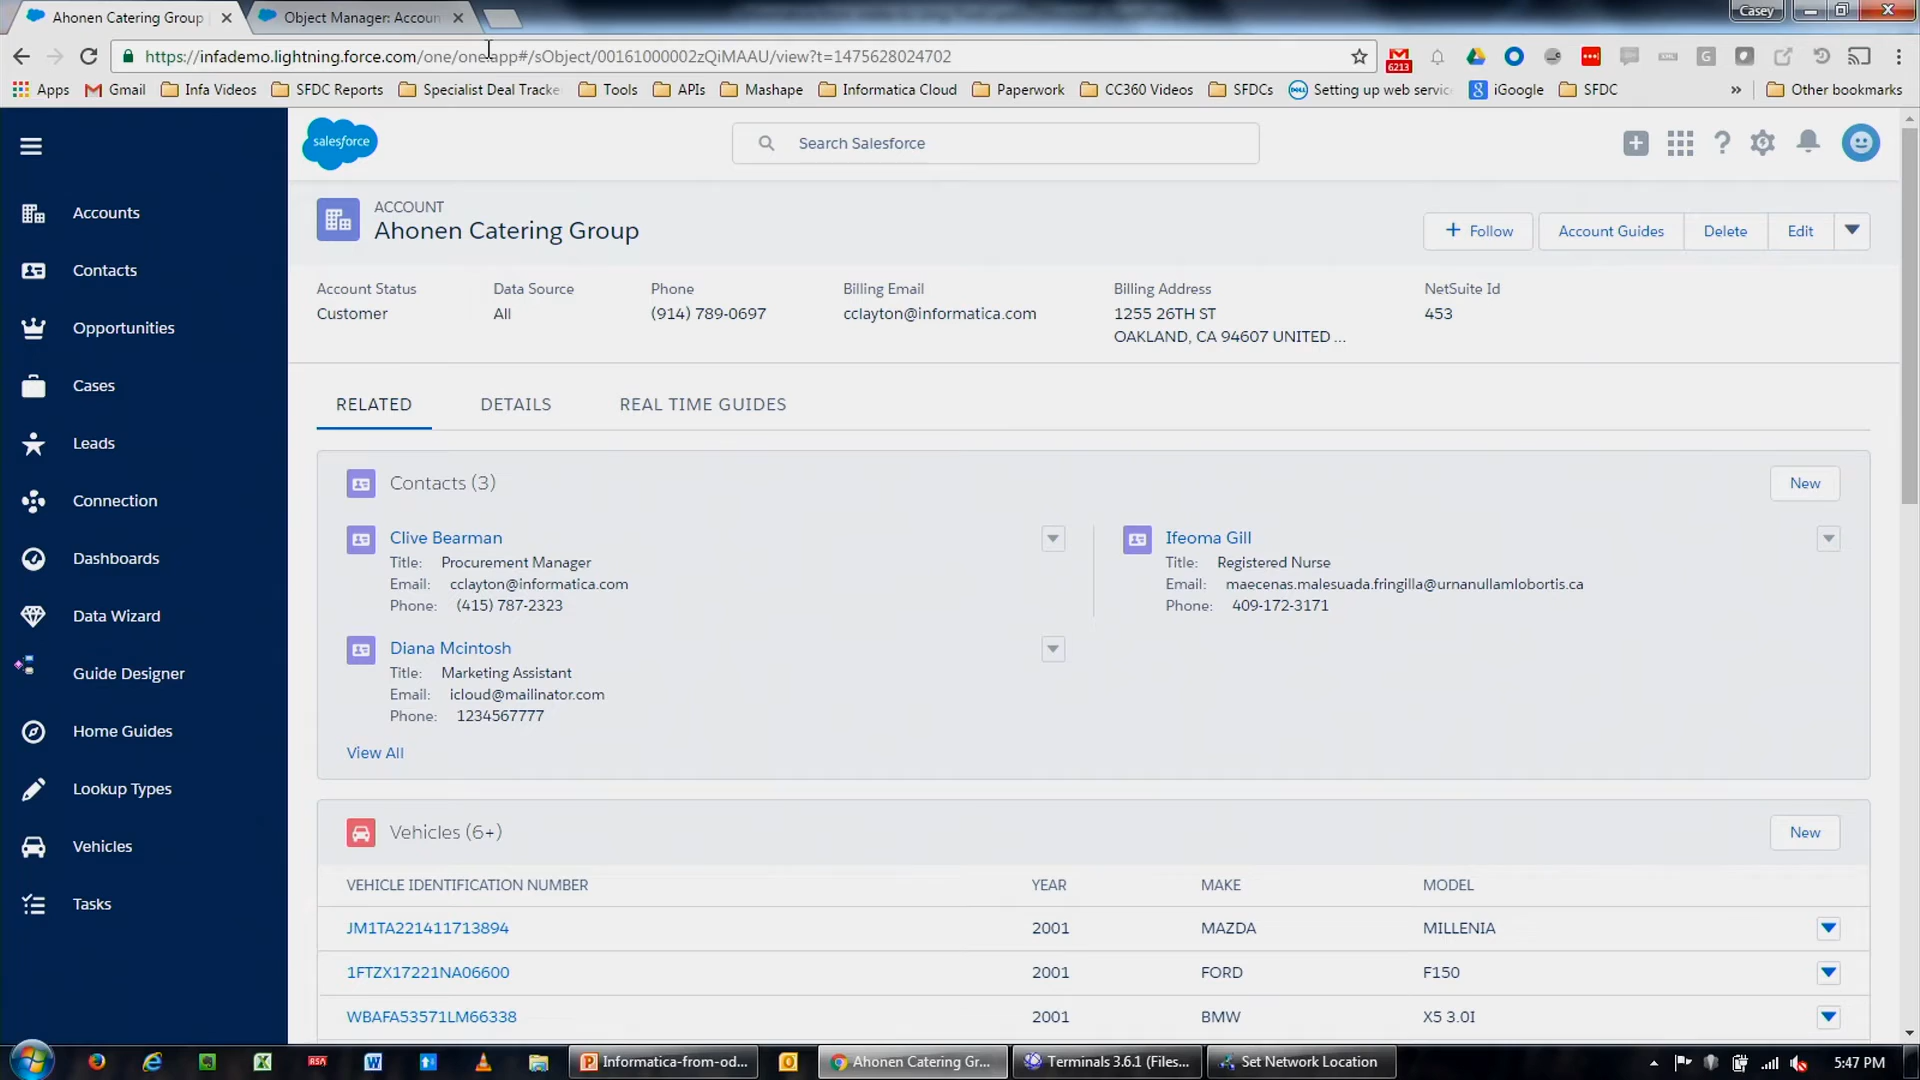 Ahonen Catering Group
Object Manager: Accoun
Casey
https://infademo.lightning.force.com/one/one.app#/sObject/00161000002zQiMAAU/view?t=1475628024702
6213
Apps
Gmail
Infa Videos
SFDC Reports
Specialist Deal Tracke
Tools
APIs
Mashape
Informatica Cloud
Paperwork
CC360 Videos
SFDCs
Setting up web servic
iGoogle
SFDC
»
Other bookmarks
salesforce
Search Salesforce
Accounts
Contacts
Opportunities
Cases
Leads
Connection
Dashboards
Data Wizard
Guide Designer
Home Guides
Lookup Types
Vehicles
Tasks
ACCOUNT
Ahonen Catering Group
+ Follow
Account Guides
Delete
Edit
Account Status
Customer
Data Source
All
Phone
(914) 789-0697
Billing Email
cclayton@informatica.com
Billing Address
1255 26TH ST
OAKLAND, CA 94607 UNITED ...
NetSuite Id
453
RELATED
DETAILS
REAL TIME GUIDES
Contacts (3)
New
Clive Bearman
Title: Procurement Manager
Email: cclayton@informatica.com
Phone: (415) 787-2323
Ifeoma Gill
Title: Registered Nurse
Email: maecenas.malesuada.fringilla@urnanullamlobortis.ca
Phone: 409-172-3171
Diana Mcintosh
Title: Marketing Assistant
Email: icloud@mailinator.com
Phone: 1234567777
View All
Vehicles (6+)
New
VEHICLE IDENTIFICATION NUMBER YEAR MAKE MODEL
JM1TA221411713894 2001 MAZDA MILLENIA
1FTZX17221NA06600 2001 FORD F150
WBAFA53571LM66338 2001 BMW X5 3.0I
RSA
Informatica-from-od...
Ahonen Catering Gr...
Terminals 3.6.1 (Files...
Set Network Location
5:47 PM